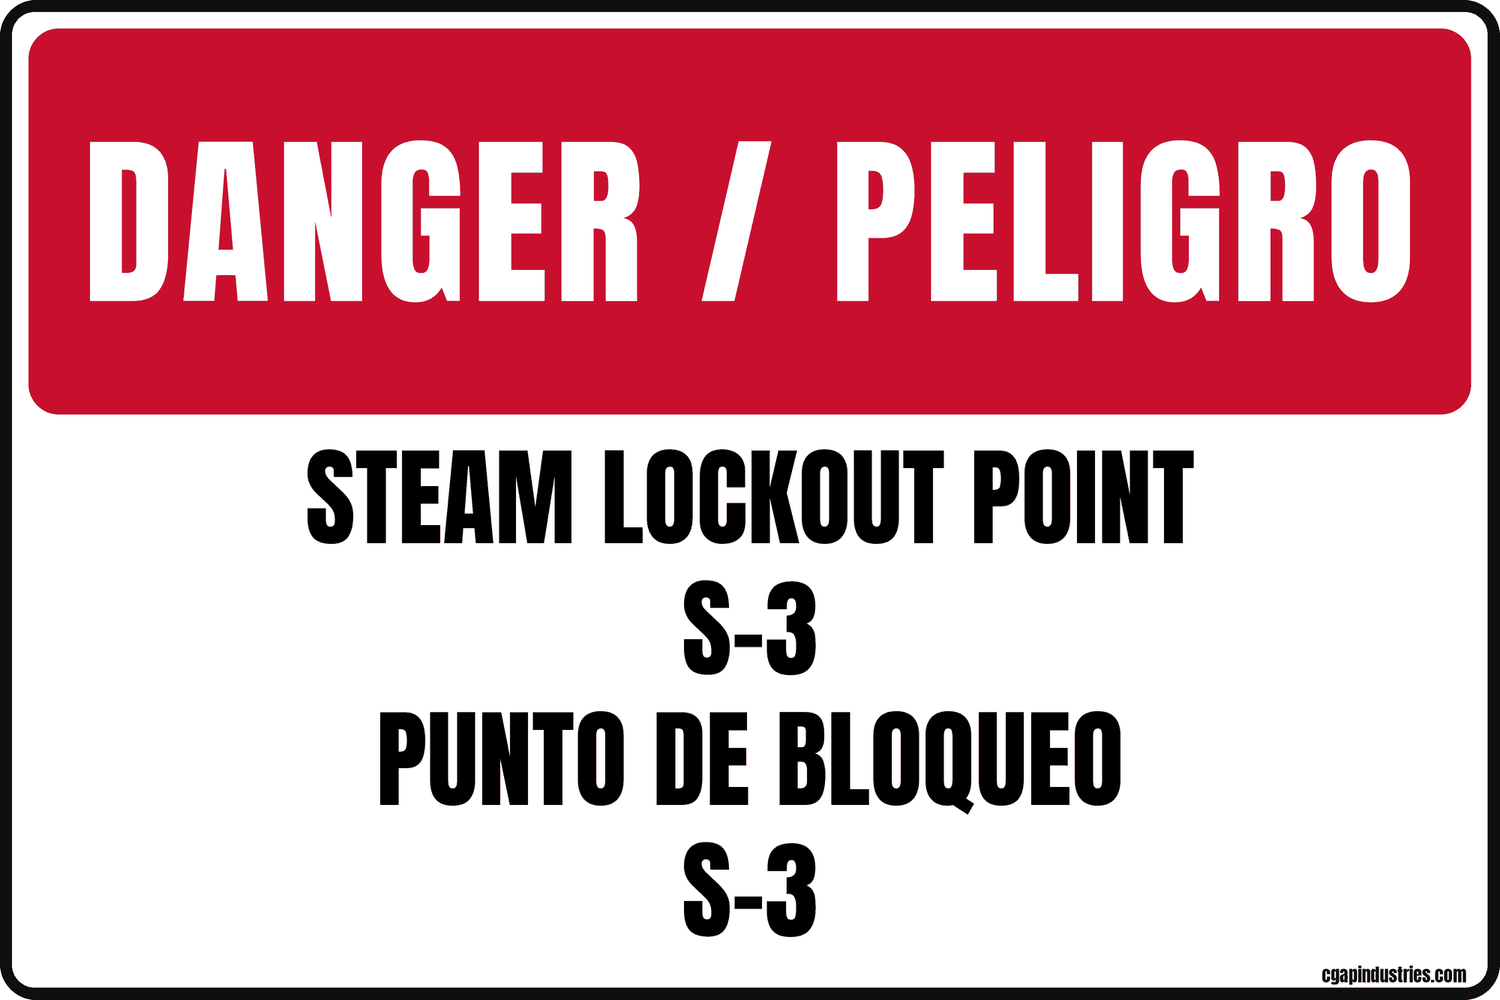 DANGER / PELIGRO
STEAM LOCKOUT POINT
S-3
PUNTO DE BLOQUEO
S-3
cgapindustries.com